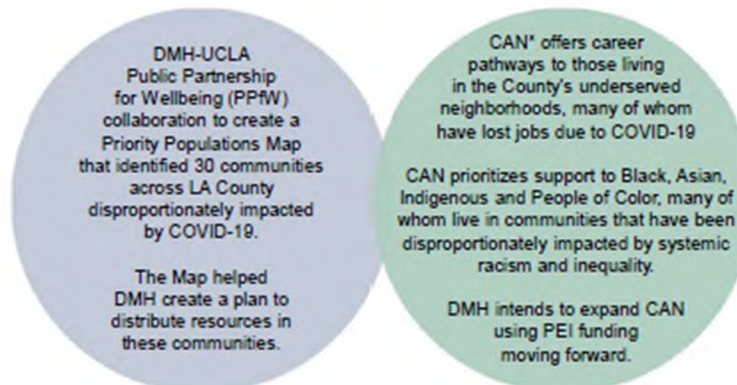 DMH-UCLA
Public Partnership
for Wellbeing (PPfW)
collaboration to create a
Priority Populations Map
that identified 30 communities
across LA County
disproportionately impacted
by COVID-19.
The Map helped
DMH create a plan to
distribute resources in
these communities.
CAN* offers career
pathways to those living
in the County's underserved
neighborhoods, many of whom
have lost jobs due to COVID-19
CAN prioritizes support to Black, Asian,
Indigenous and People of Color, many of
whom live in communities that have been
disproportionately impacted by systemic
racism and inequality.
DMH intends to expand CAN
using PEI funding
moving forward.